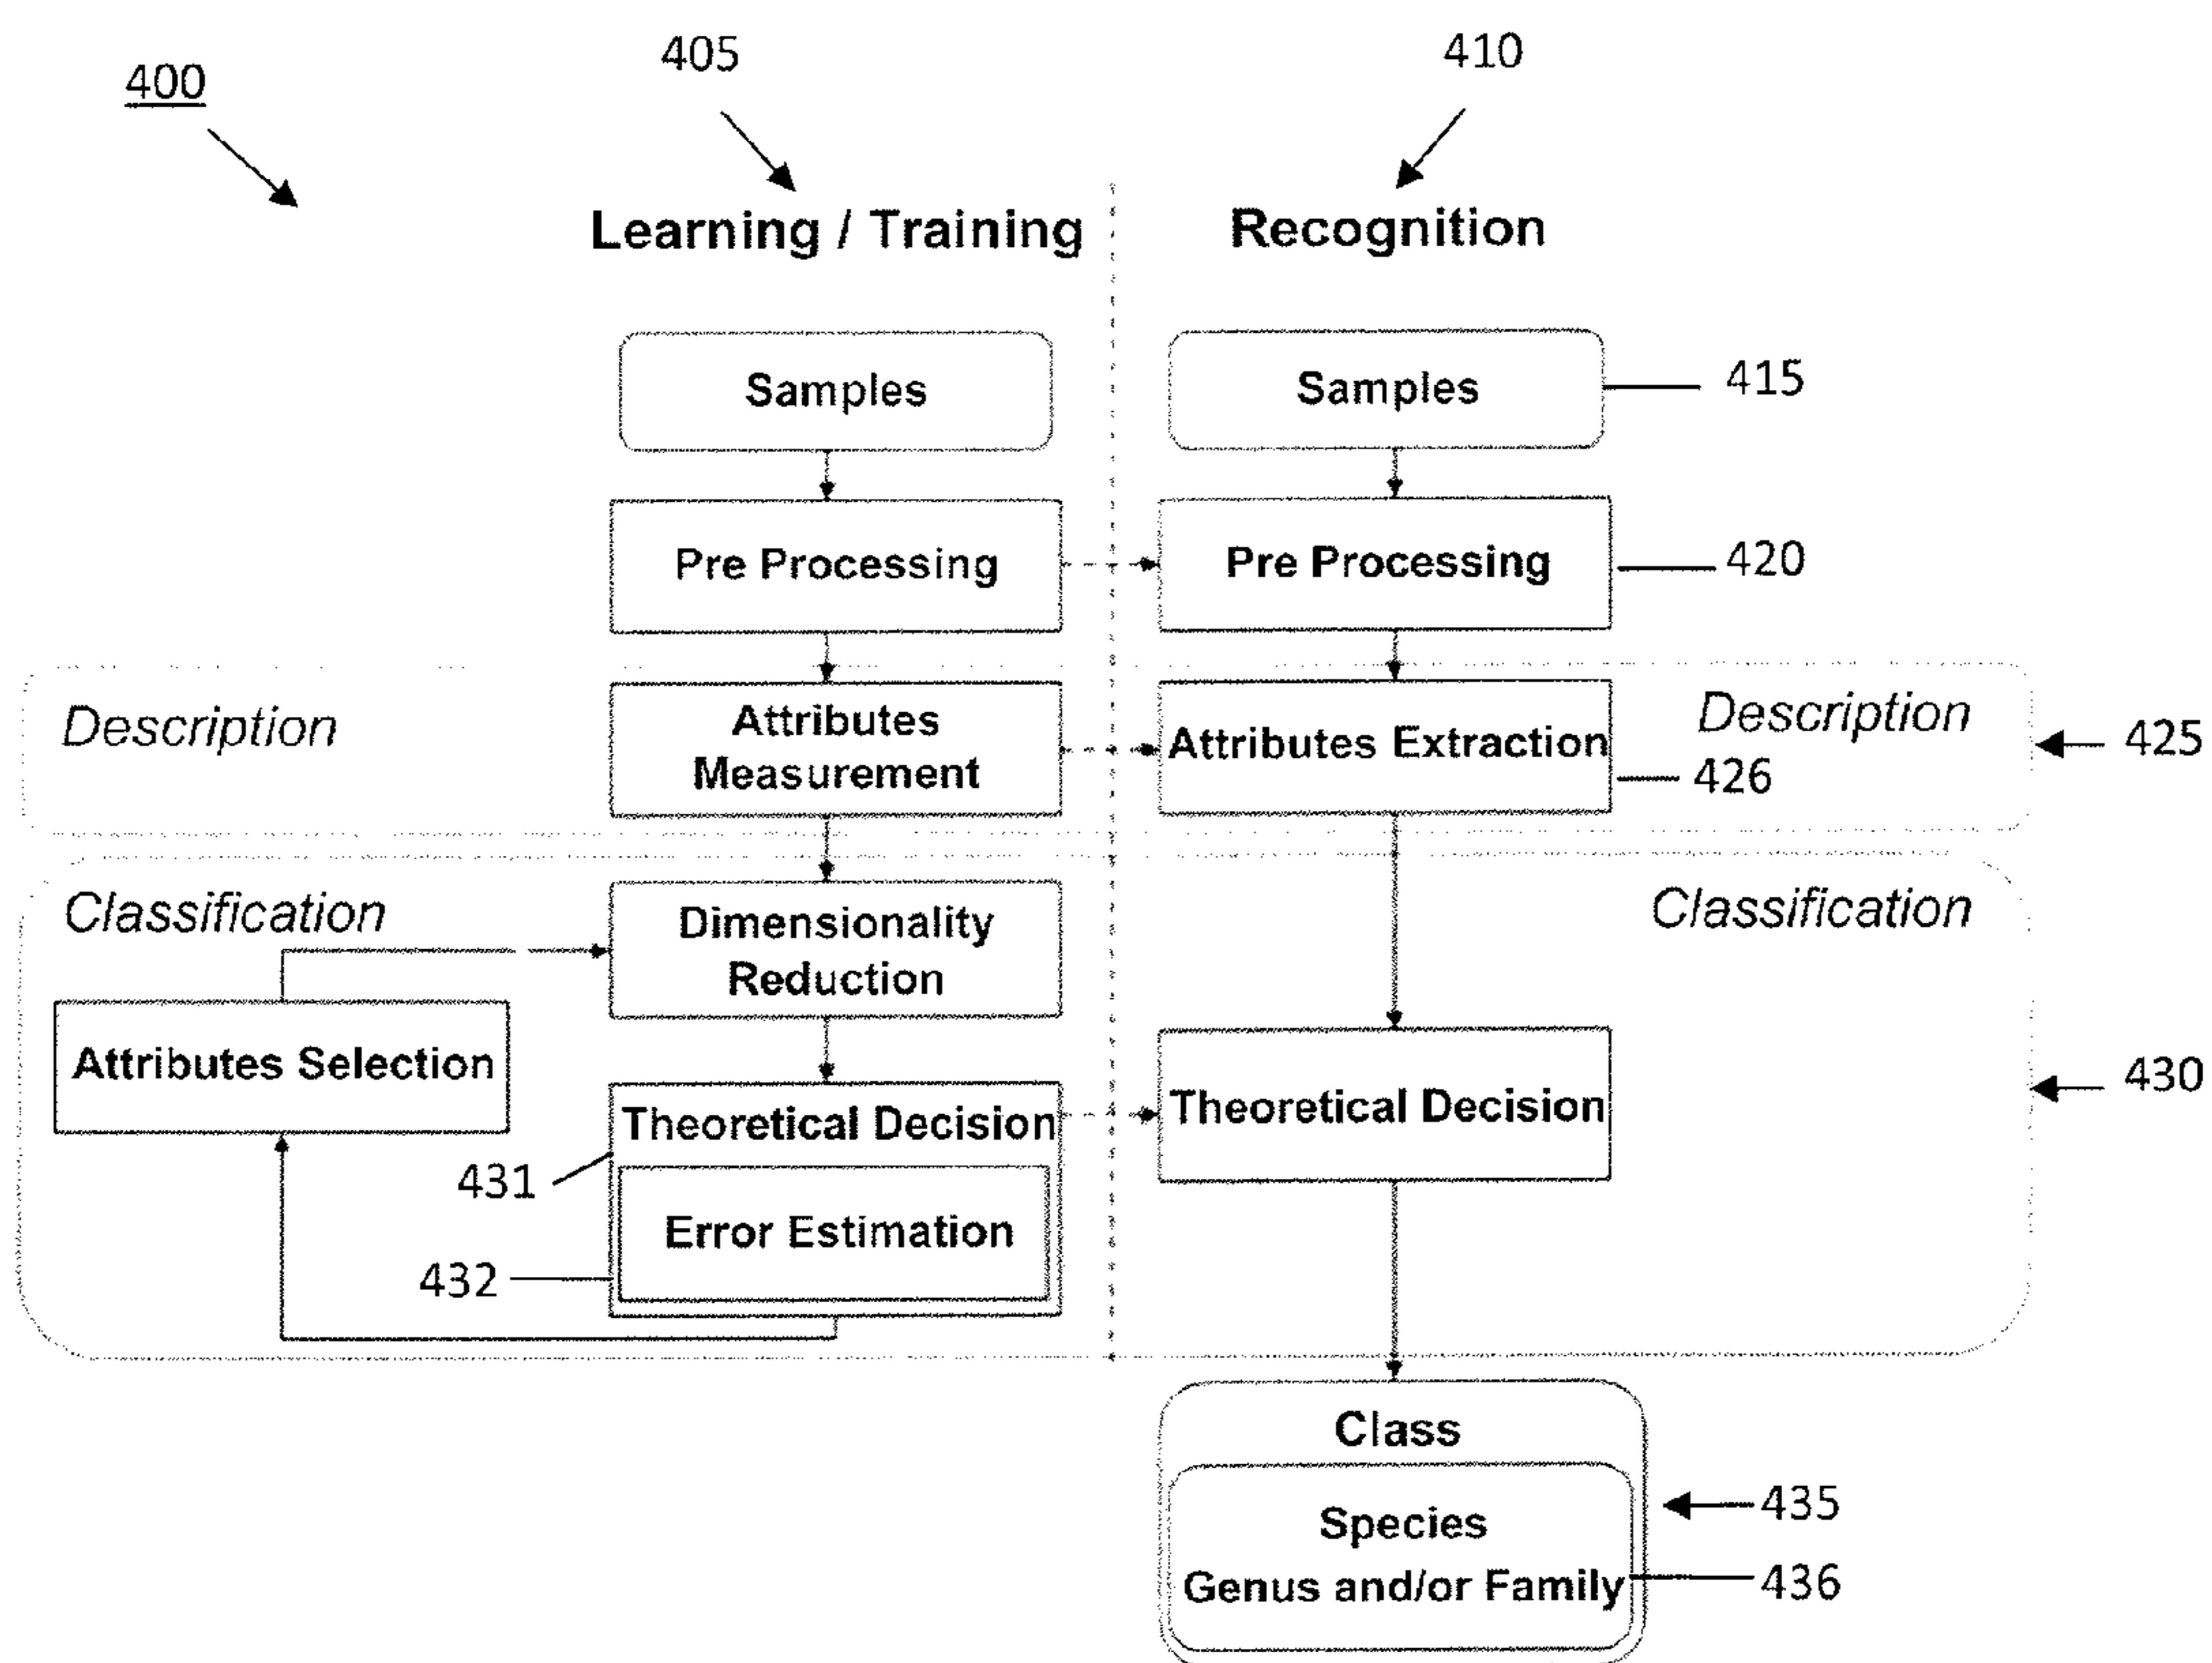 400
405
410
Learning / Training
Recognition
Samples
Samples
415
Pre Processing
Pre Processing
420
Description
Attributes
Measurement
Attributes Extraction
Description
426
425
Classification
Dimensionality
Reduction
Classification
Attributes Selection
Theoretical Decision
431
Error Estimation
432
Theoretical Decision
430
Class
Species
Genus and/or Family
435
436